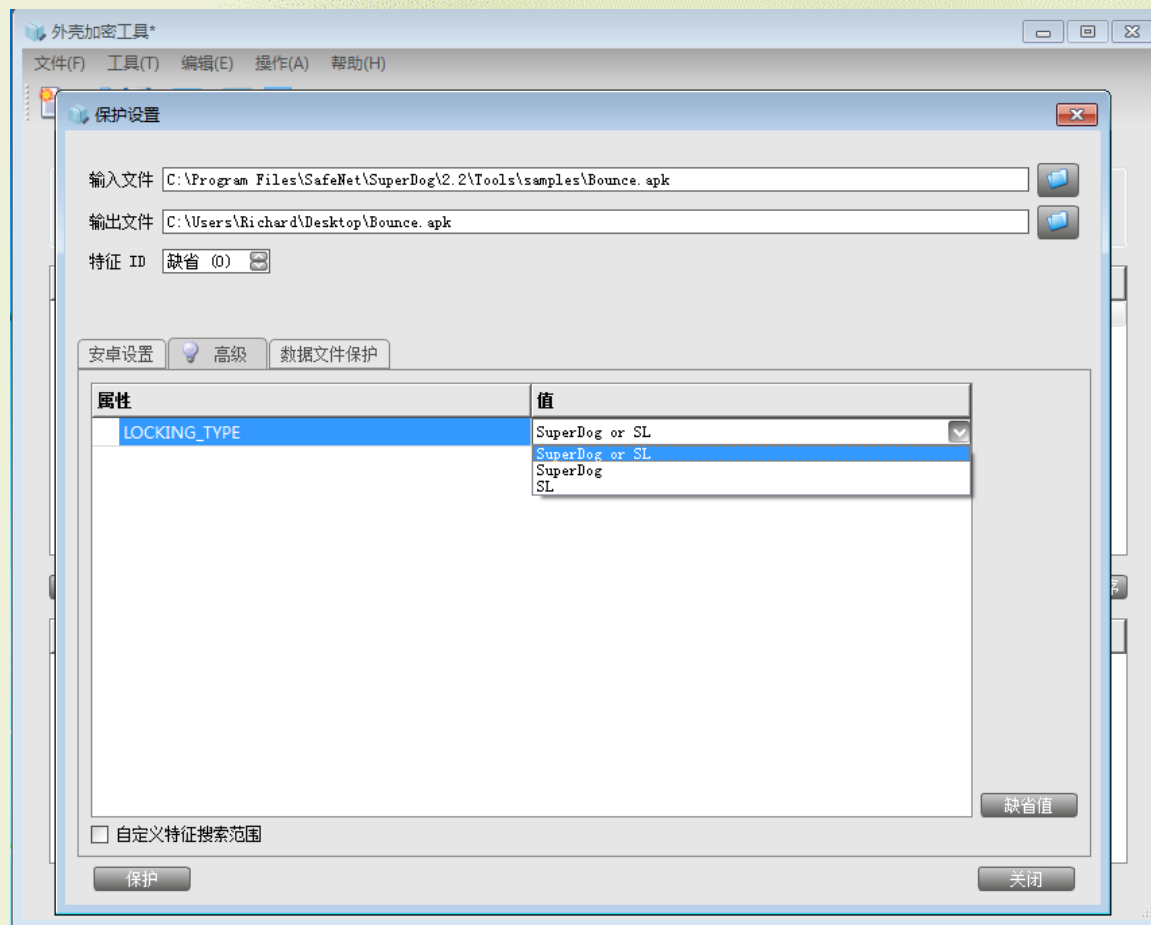 外壳加密工具*
文件(F) 工具(T) 编辑(E) 操作(A) 帮助(H)
保护设置
输入文件 C:\Program Files\SafeNet\SuperDog\2.2\Tools\samples\Bounce.apk
输出文件 C:\Users\Richard\Desktop\Bounce.apk
特征 ID 缺省 (0)
安卓设置 高级 数据文件保护
属性 值
LOCKING_TYPE SuperDog or SL
SuperDog or SL
SuperDog
SL
缺省值
自定义特征搜索范围
保护 关闭